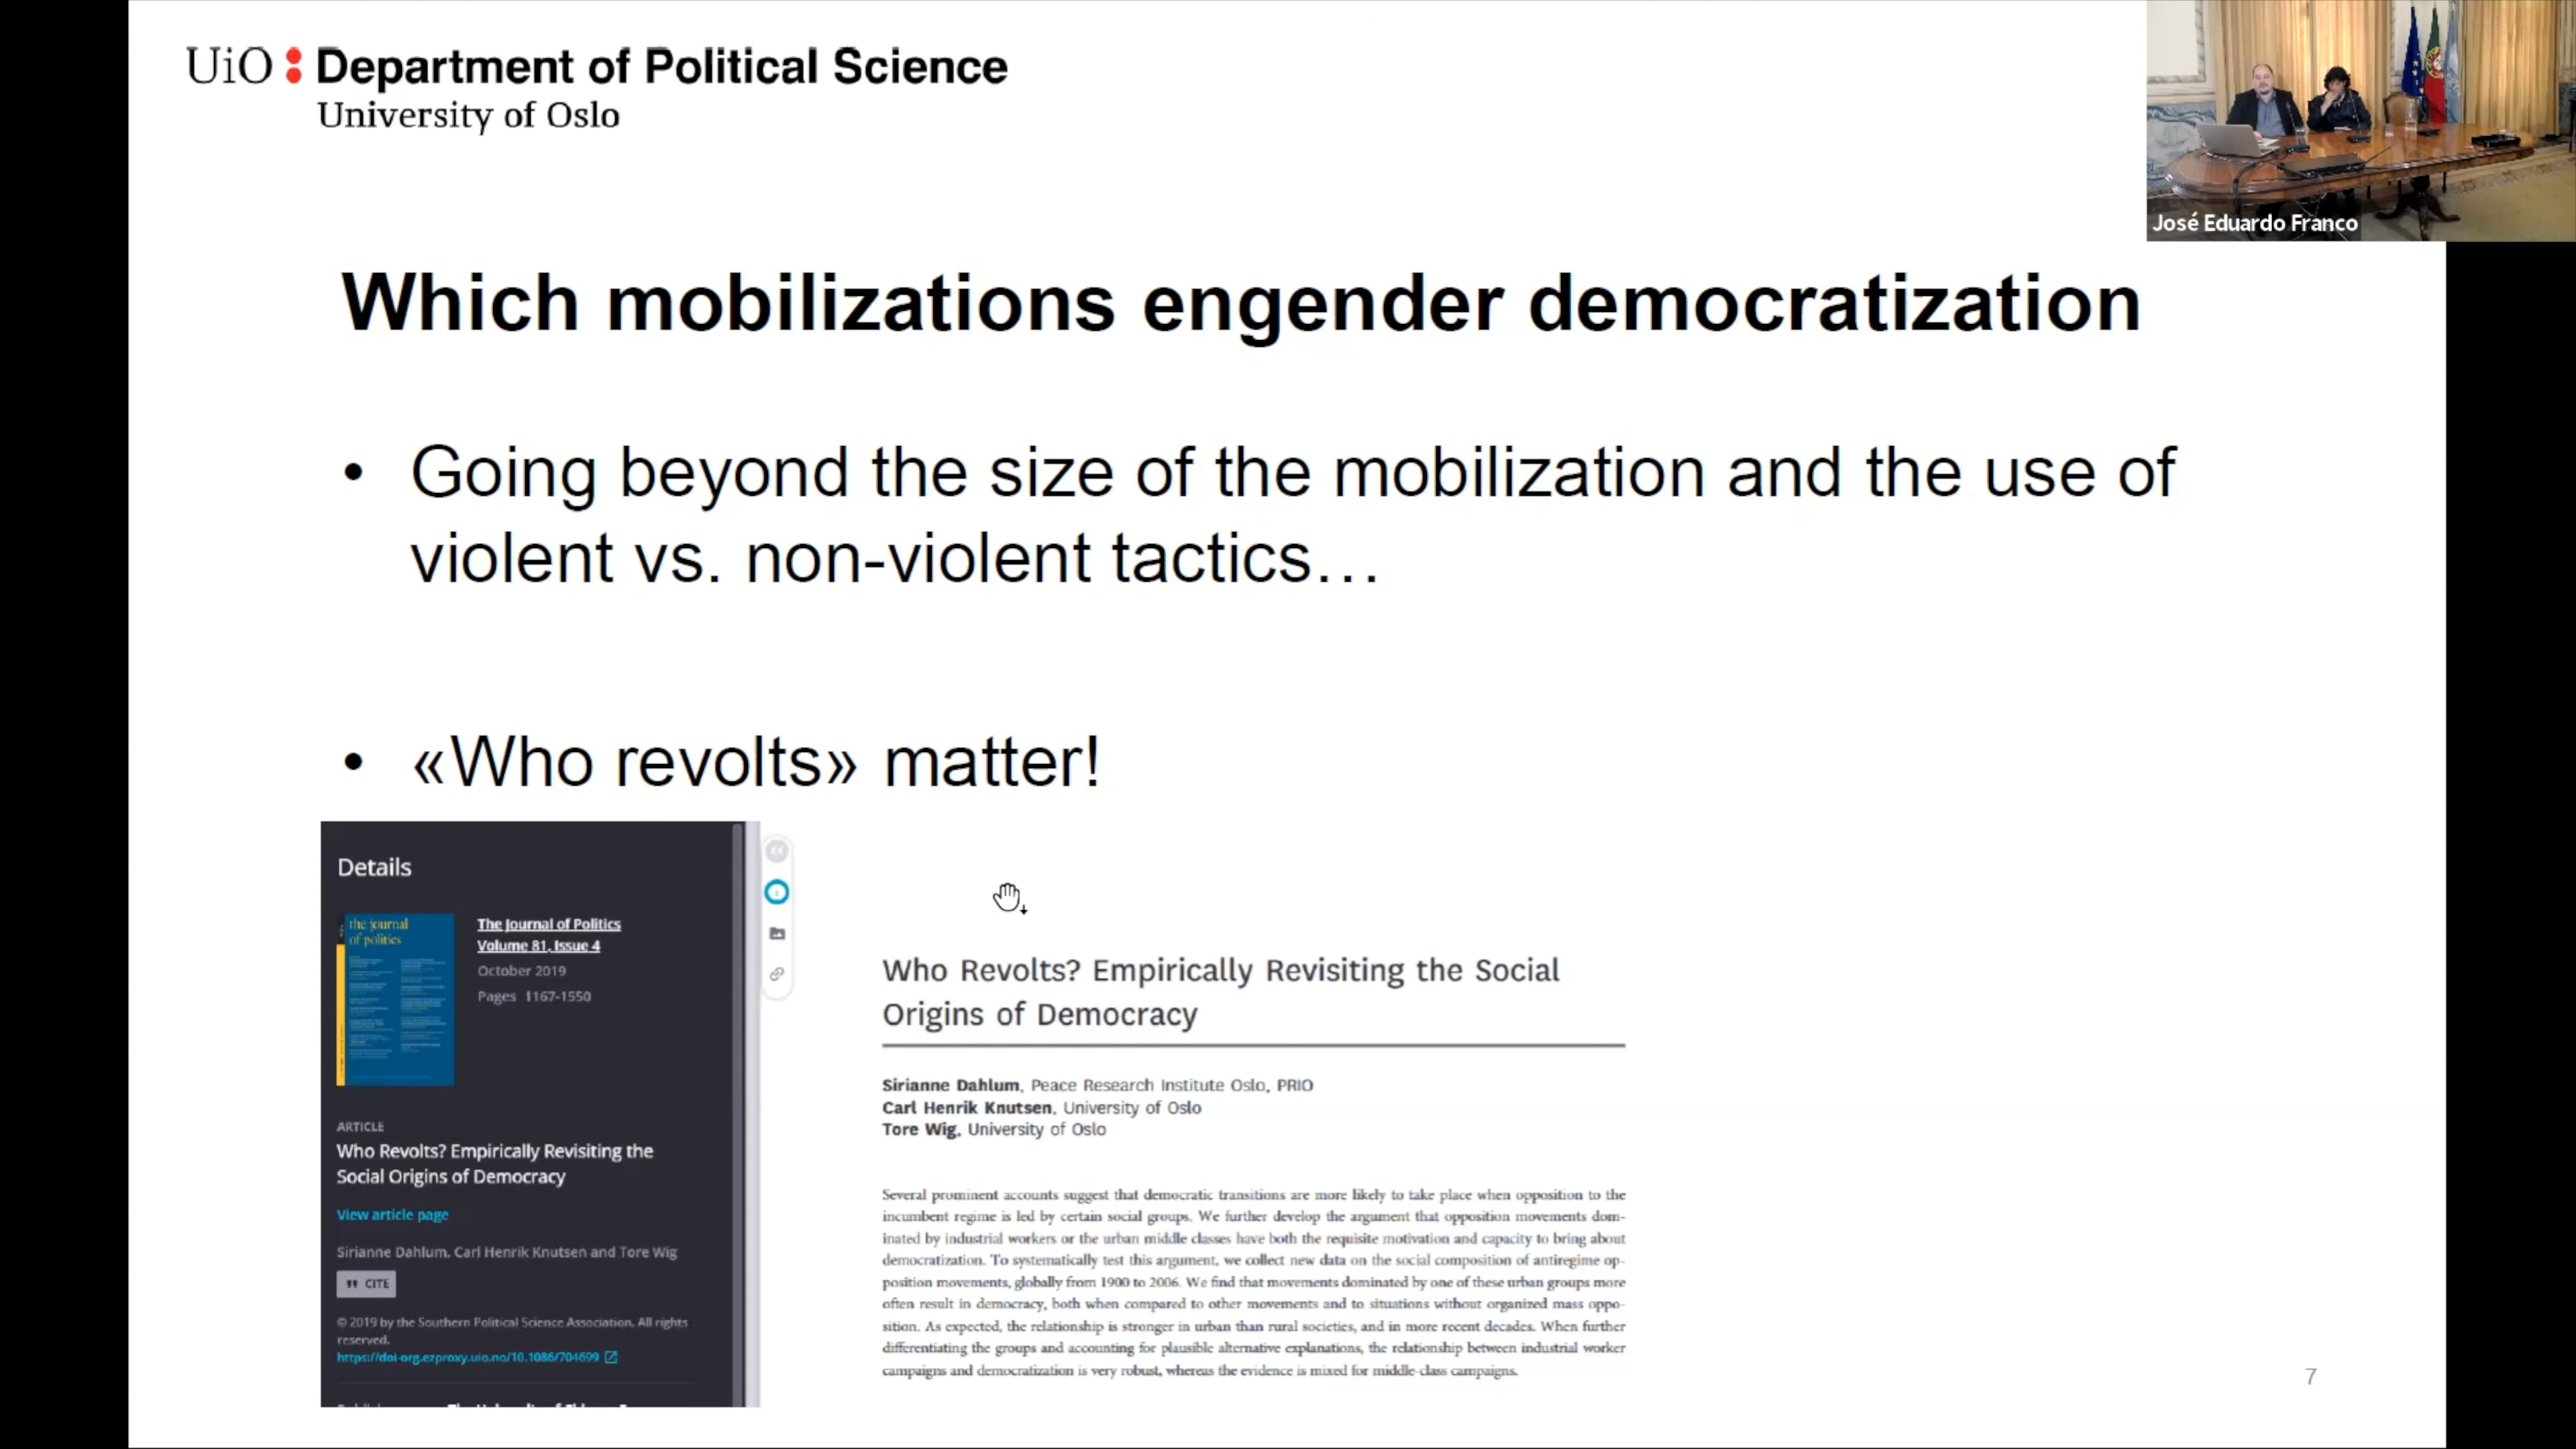 UiO : Department of Political Science
University of Oslo
José Eduardo Franco
Which mobilizations engender democratization
• Going beyond the size of the mobilization and the use of
violent vs. non-violent tactics…
• «Who revolts» matter!
Details
the journal
of politics
The Journal of Politics
Volume 81, Issue 4
October 2019
Pages 1167-1550
ARTICLE
Who Revolts? Empirically Revisiting the
Social Origins of Democracy
View article page
Sirianne Dahlum, Carl Henrik Knutsen and Tore Wig
CITE
© 2019 by the Southern Political Science Association. All rights
reserved.
https://doi-org.ezproxy.uio.no/10.1086/704699
Who Revolts? Empirically Revisiting the Social
Origins of Democracy
Sirianne Dahlum, Peace Research Institute Oslo, PRIO
Carl Henrik Knutsen, University of Oslo
Tore Wig, University of Oslo
Several prominent accounts suggest that democratic transitions are more likely to take place when opposition to the
incumbent regime is led by certain social groups. We further develop the argument that opposition movements dom-
inated by industrial workers or the urban middle classes have both the requisite motivation and capacity to bring about
democratization. To systematically test this argument, we collect new data on the social composition of antiregime op-
position movements, globally from 1900 to 2006. We find that movements dominated by one of these urban groups more
often result in democracy, both when compared to other movements and to situations without organized mass oppo-
sition. As expected, the relationship is stronger in urban than rural societies, and in more recent decades. When further
differentiating the groups and accounting for plausible alternative explanations, the relationship between industrial worker
campaigns and democratization is very robust, whereas the evidence is mixed for middle-class campaigns.
7